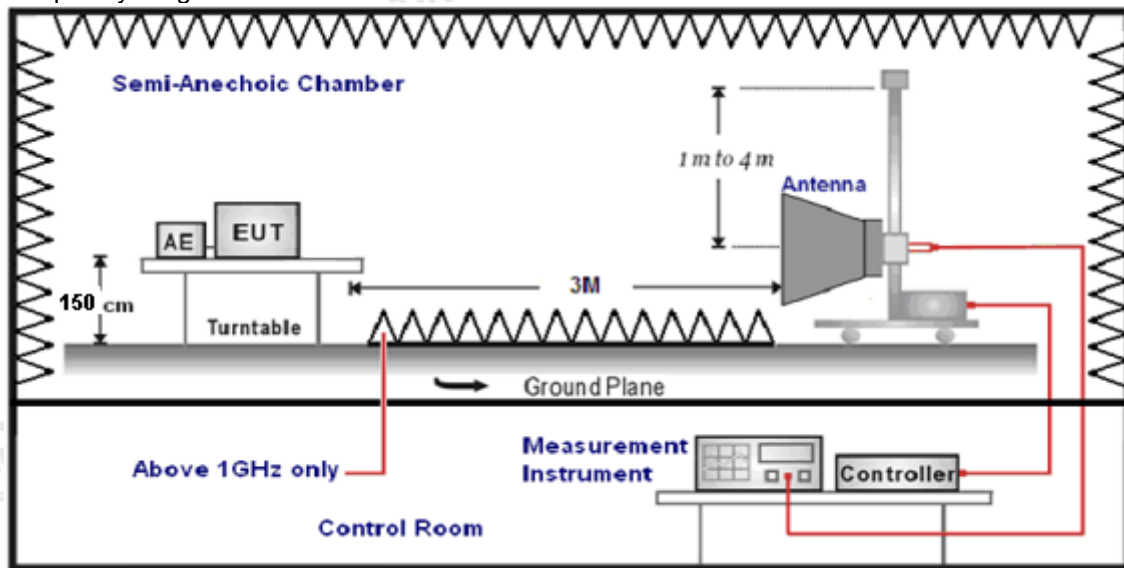 Semi-Anechoic Chamber
1 m to 4 m
Antenna
AE
EUT
150 cm
3M
Turntable
Ground Plane
Measurement
Instrument
Above 1GHz only
Controller
Control Room